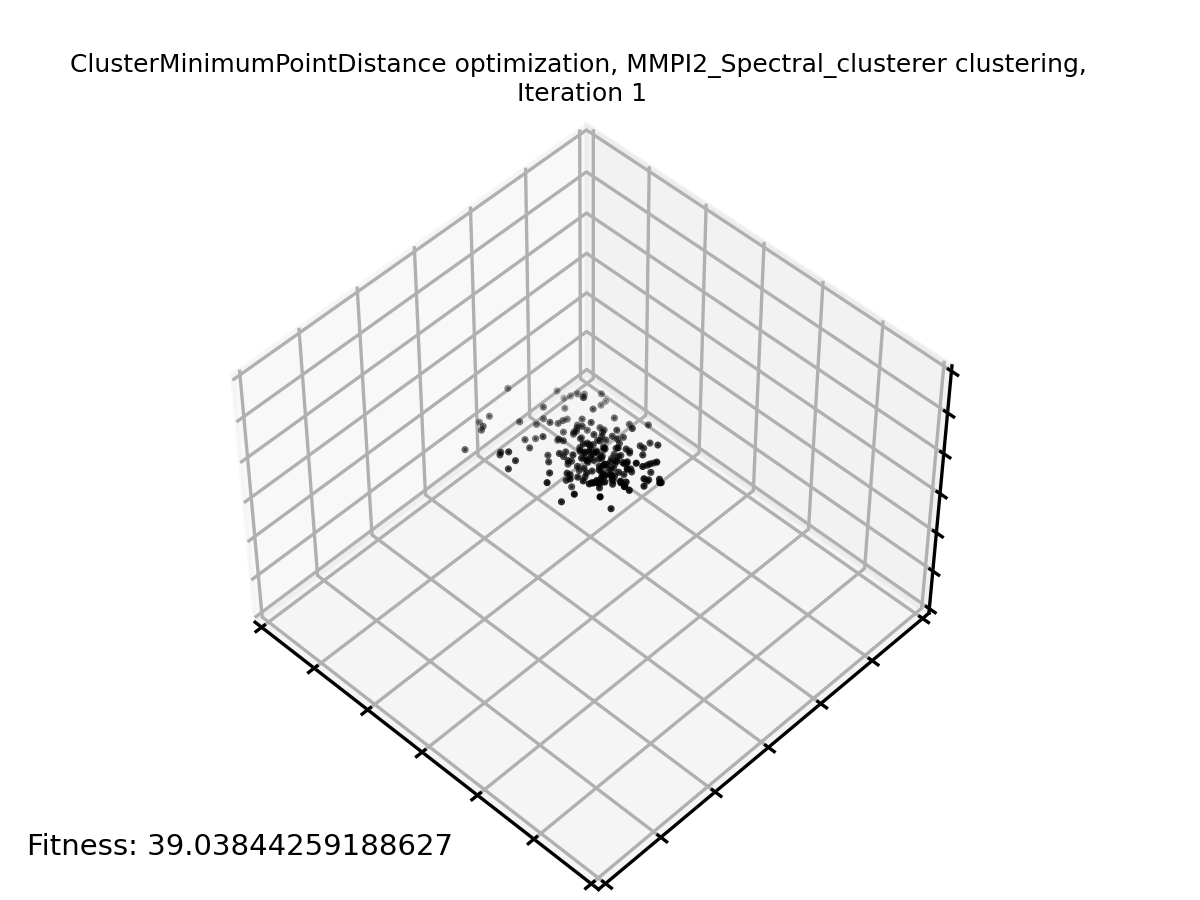 ClusterMinimumPointDistance optimization, MMPI2_Spectral_clusterer clustering,
Iteration 1
Fitness: 39.03844259188627